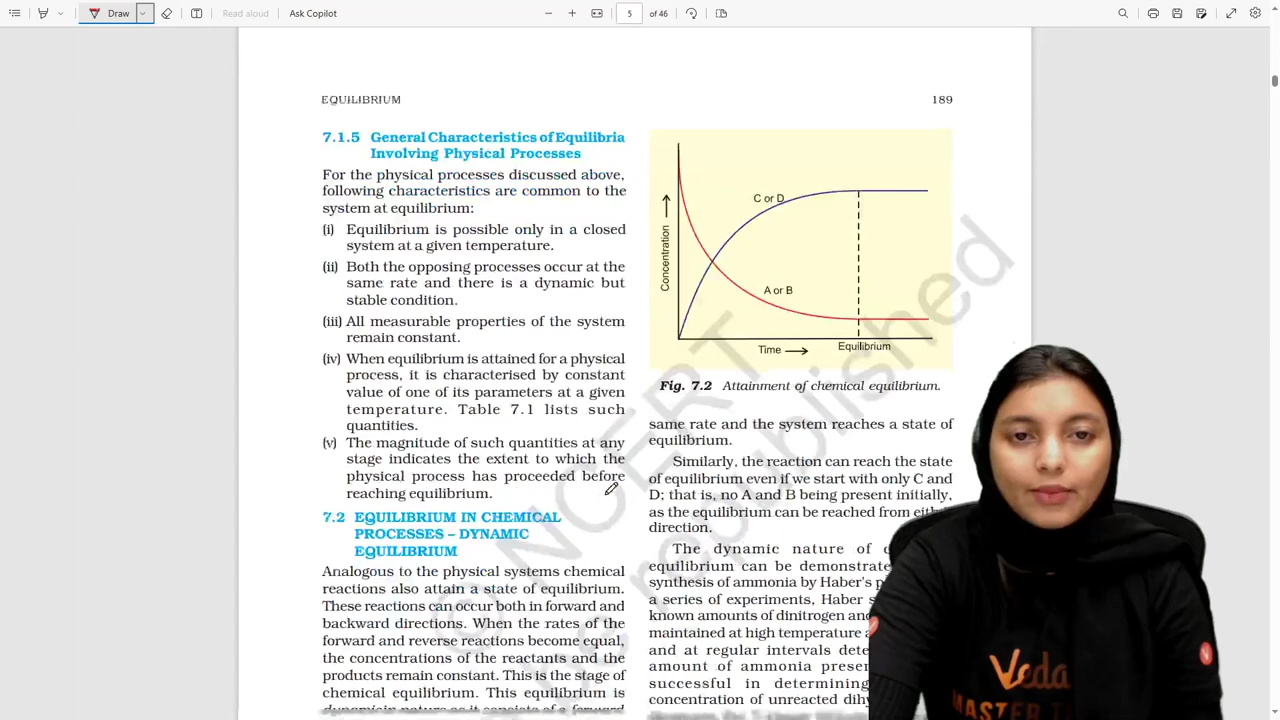 Draw
Read aloud
Ask Copilot
5
of 46
EQUILIBRIUM
189
7.1.5 General Characteristics of Equilibria
Involving Physical Processes
For the physical processes discussed above,
following characteristics are common to the
system at equilibrium:
(i) Equilibrium is possible only in a closed
system at a given temperature.
(ii) Both the opposing processes occur at the
same rate and there is a dynamic but
stable condition.
(iii) All measurable properties of the system
remain constant.
(iv) When equilibrium is attained for a physical
process, it is characterised by constant
value of one of its parameters at a given
temperature. Table 7.1 lists such
quantities.
(v) The magnitude of such quantities at any
stage indicates the extent to which the
physical process has proceeded before
reaching equilibrium.
7.2 EQUILIBRIUM IN CHEMICAL
PROCESSES – DYNAMIC
EQUILIBRIUM
Analogous to the physical systems chemical
reactions also attain a state of equilibrium.
These reactions can occur both in forward and
backward directions. When the rates of the
forward and reverse reactions become equal,
the concentrations of the reactants and the
products remain constant. This is the stage of
chemical equilibrium. This equilibrium is
dynamic in nature as it consists of a forward
Concentration
C or D
A or B
Time
Equilibrium
Fig. 7.2 Attainment of chemical equilibrium.
same rate and the system reaches a state of
equilibrium.
Similarly, the reaction can reach the state
of equilibrium even if we start with only C and
D; that is, no A and B being present initially,
as the equilibrium can be reached from
direction.
The dynamic nature of
equilibrium can be demonstrate
synthesis of ammonia by Haber's
a series of experiments, Haber
known amounts of dinitrogen
maintained at high temperature
and at regular intervals
amount of ammonia
successful in determining
concentration of unreacted
© NCERT
be republished
Veda
MASTER